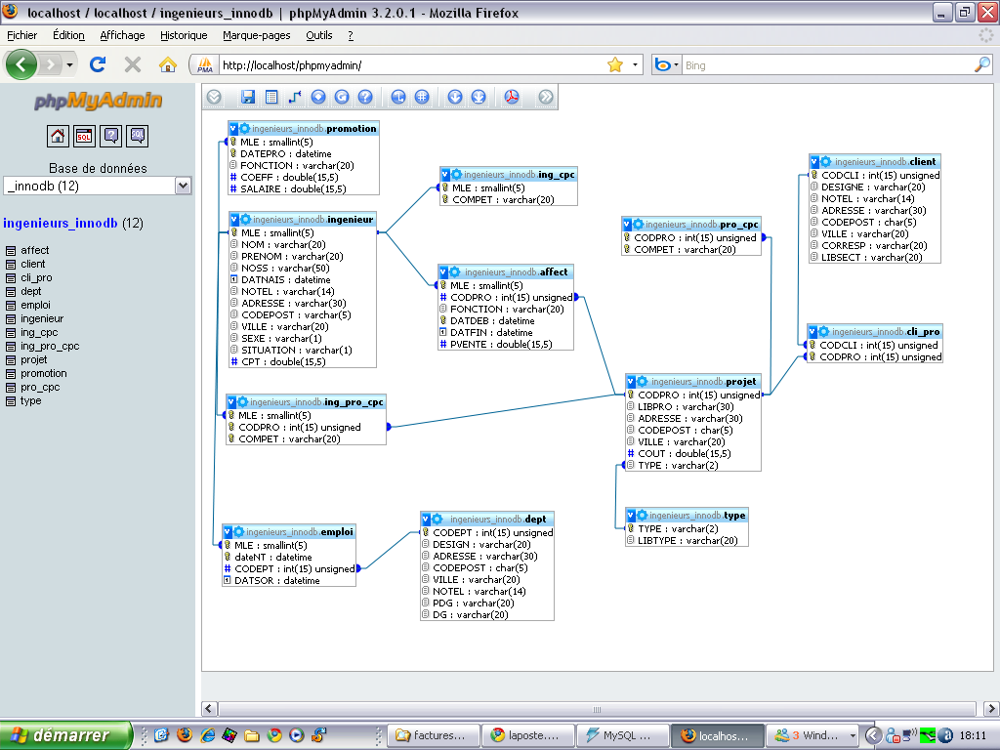 localhost / localhost / ingenieurs_innodb | phpMyAdmin 3.2.0.1 - Mozilla Firefox
Fichier Édition Affichage Historique Marque-pages Outils ?
PMA http://localhost/phpmyadmin/ Bing
phpMyAdmin
SQL
Base de données
_innodb (12)
ingenieurs_innodb (12)
affect
client
cli_pro
dept
emploi
ingenieur
ing_cpc
ing_pro_cpc
projet
promotion
pro_cpc
type
ingenieurs_innodb.promotion
MLE : smallint(5)
DATEPRO : datetime
FONCTION : varchar(20)
COEFF : double(15,5)
SALAIRE : double(15,5)
ingenieurs_innodb.ing_cpc
MLE : smallint(5)
COMPET : varchar(20)
ingenieurs_innodb.client
CODCLI : int(15) unsigned
DESIGNE : varchar(20)
NOTEL : varchar(14)
ADRESSE : varchar(30)
CODEPOST : char(5)
VILLE : varchar(20)
CORRESP : varchar(20)
LIBSECT : varchar(20)
ingenieurs_innodb.ingenieur
MLE : smallint(5)
NOM : varchar(20)
PRENOM : varchar(20)
NOSS : varchar(50)
DATNAIS : datetime
NOTEL : varchar(14)
ADRESSE : varchar(30)
CODEPOST : varchar(5)
VILLE : varchar(20)
SEXE : varchar(1)
SITUATION : varchar(1)
CPT : double(15,5)
ingenieurs_innodb.pro_cpc
CODPRO : int(15) unsigned
COMPET : varchar(20)
ingenieurs_innodb.affect
MLE : smallint(5)
CODPRO : int(15) unsigned
FONCTION : varchar(20)
DATDEB : datetime
DATFIN : datetime
PVENTE : double(15,5)
ingenieurs_innodb.cli_pro
CODCLI : int(15) unsigned
CODPRO : int(15) unsigned
ingenieurs_innodb.projet
CODPRO : int(15) unsigned
LIBPRO : varchar(30)
ADRESSE : varchar(30)
CODEPOST : char(5)
VILLE : varchar(20)
COUT : double(15,5)
TYPE : varchar(2)
ingenieurs_innodb.ing_pro_cpc
MLE : smallint(5)
CODPRO : int(15) unsigned
COMPET : varchar(20)
ingenieurs_innodb.type
TYPE : varchar(2)
LIBTYPE : varchar(20)
ingenieurs_innodb.dept
CODEPT : int(15) unsigned
DESIGN : varchar(20)
ADRESSE : varchar(30)
CODEPOST : char(5)
VILLE : varchar(20)
NOTEL : varchar(14)
PDG : varchar(20)
DG : varchar(20)
ingenieurs_innodb.emploi
MLE : smallint(5)
dateNT : datetime
CODEPT : int(15) unsigned
DATSOR : datetime
démarrer factures... laposte.... MySQL ... localhos... 3 Wind... 18:11